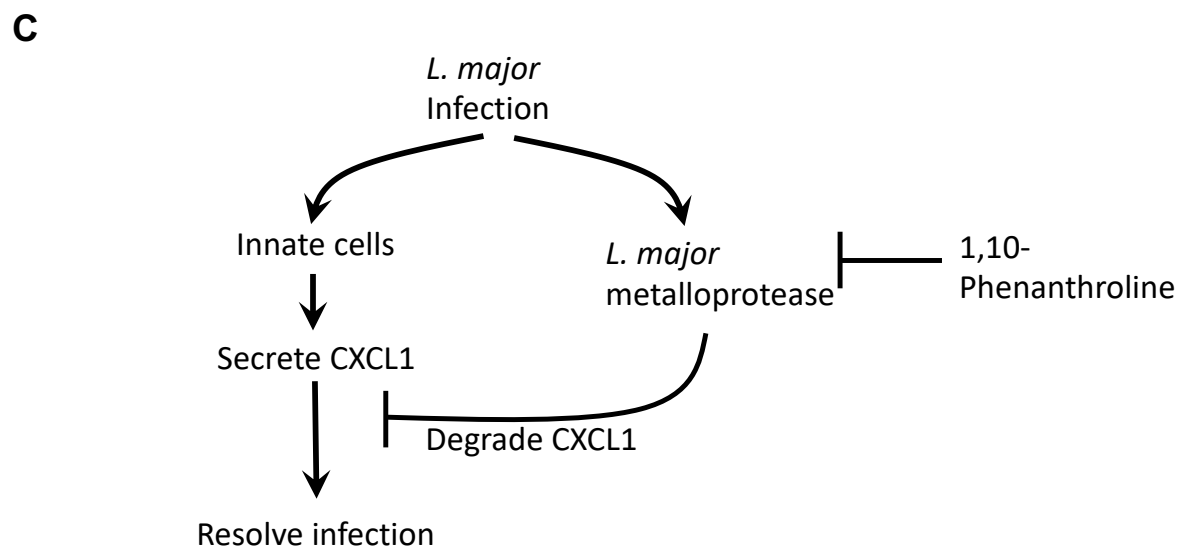 C
L. major
Infection
Innate cells
L. major
metalloprotease
1,10-
Phenanthroline
Secrete CXCL1
Degrade CXCL1
Resolve infection